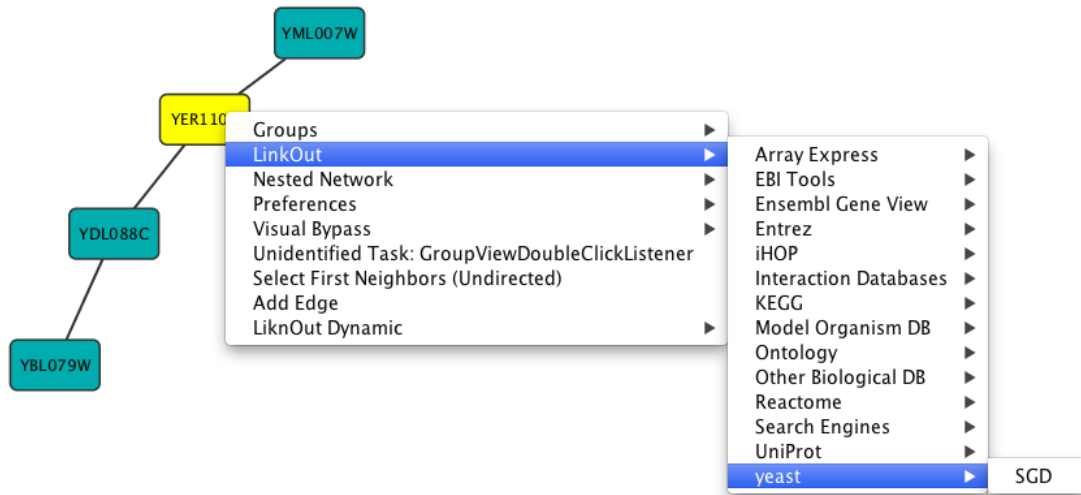 YML007W
YER110
Groups
LinkOut
Nested Network
Preferences
Visual Bypass
Unidentified Task: GroupViewDoubleClickListener
Select First Neighbors (Undirected)
Add Edge
LiknOut Dynamic
Array Express
EBI Tools
Ensembl Gene View
Entrez
iHOP
Interaction Databases
KEGG
Model Organism DB
Ontology
Other Biological DB
Reactome
Search Engines
UniProt
yeast
SGD
YDL088C
YBL079W